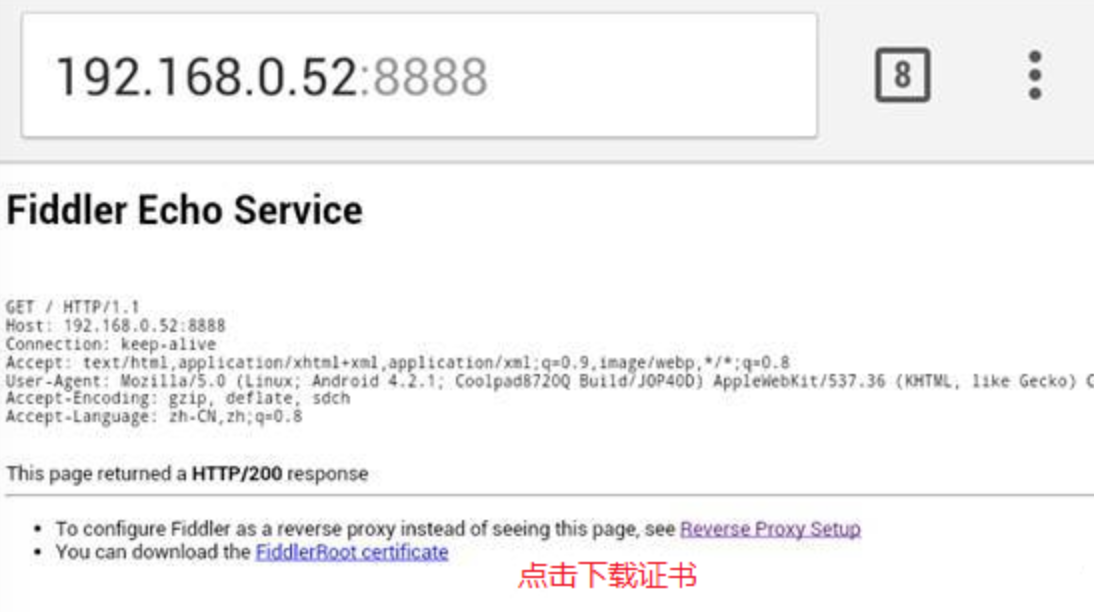 192.168.0.52:8888
8
Fiddler Echo Service
GET / HTTP/1.1
Host: 192.168.0.52:8888
Connection: keep-alive
Accept: text/html,application/xhtml+xml,application/xml;q=0.9,image/webp,*/*;q=0.8
User-Agent: Mozilla/5.0 (Linux; Android 4.2.1; Coolpad8720Q Build/JOP40D) AppleWebKit/537.36 (KHTML, like Gecko) C
Accept-Encoding: gzip, deflate, sdch
Accept-Language: zh-CN,zh;q=0.8
This page returned a HTTP/200 response
• To configure Fiddler as a reverse proxy instead of seeing this page, see Reverse Proxy Setup
• You can download the FiddlerRoot certificate
点击下载证书